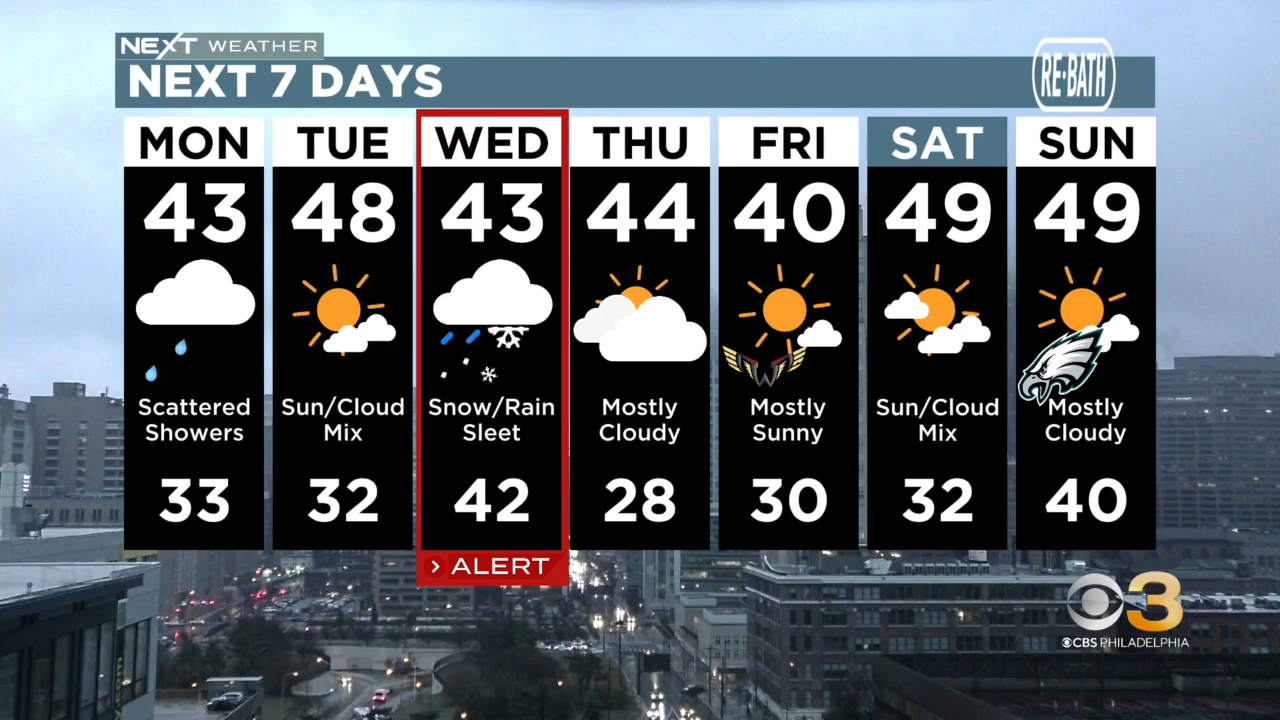 NEXT WEATHER
NEXT 7 DAYS
RE·BATH
MON TUE WED THU FRI SAT SUN
43 48 43 44 40 49 49
Scattered Sun/Cloud Snow/Rain Mostly Mostly Sun/Cloud Mostly
Showers Mix Sleet Cloudy Sunny Mix Cloudy
33 32 42 28 30 32 40
> ALERT
3
CBS PHILADELPHIA